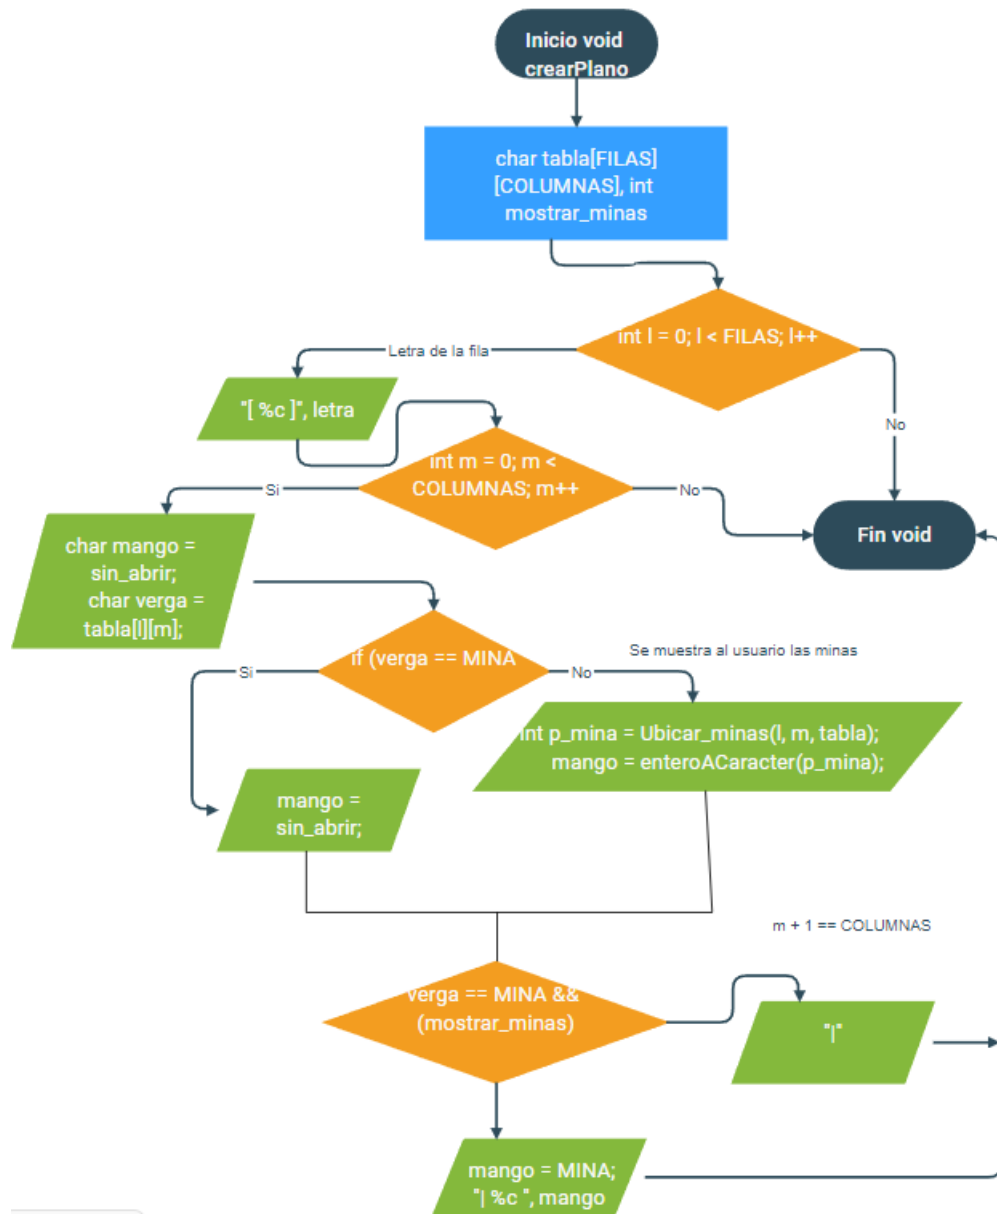 Inicio void
crearPlano
char tabla[FILAS]
[COLUMNAS], int
mostrar_minas
int l = 0; l < FILAS; l++
Letra de la fila
No
"[ %c ]", letra
int m = 0; m <
COLUMNAS; m++
Si
No
Fin void
char mango =
sin_abrir;
char verga =
tabla[l][m];
if (verga == MINA
Si
No
Se muestra al usuario las minas
int p_mina = Ubicar_minas(l, m, tabla);
mango = enteroACaracter(p_mina);
mango =
sin_abrir;
m + 1 == COLUMNAS
verga == MINA &&
(mostrar_minas)
"|"
mango = MINA;
"| %c ", mango